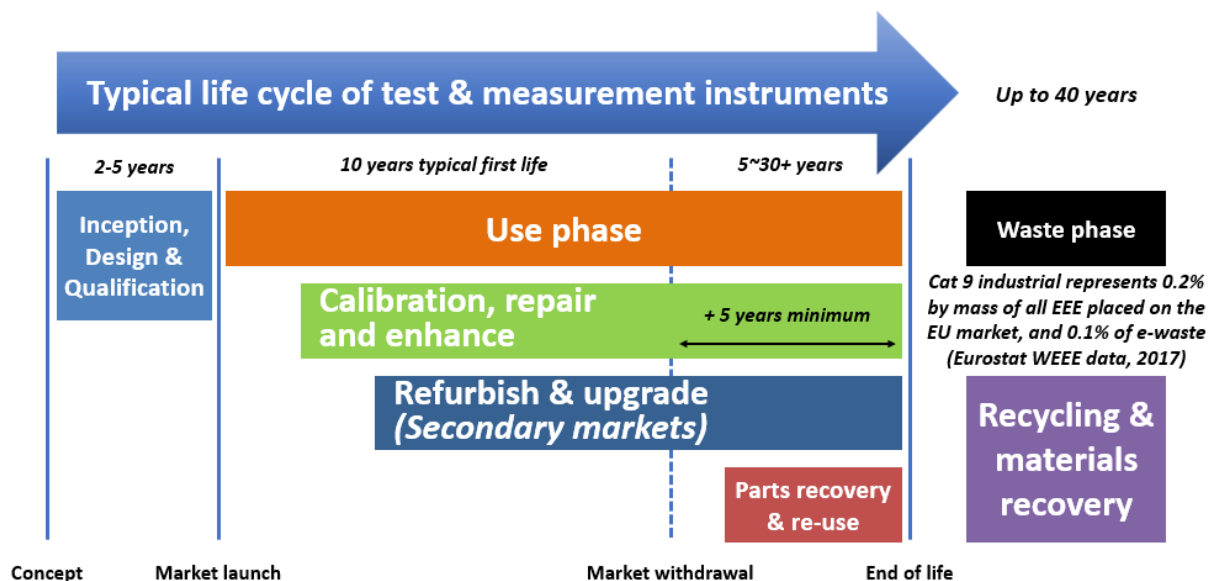 Typical life cycle of test & measurement instruments
Up to 40 years
2-5 years
10 years typical first life
5~30+ years
Inception,
Design &
Qualification
Use phase
Waste phase
Calibration, repair
and enhance
+ 5 years minimum
Cat 9 industrial represents 0.2%
by mass of all EEE placed on the
EU market, and 0.1% of e-waste
(Eurostat WEEE data, 2017)
Refurbish & upgrade
(Secondary markets)
Recycling &
materials
recovery
Parts recovery
& re-use
Concept
Market launch
Market withdrawal
End of life